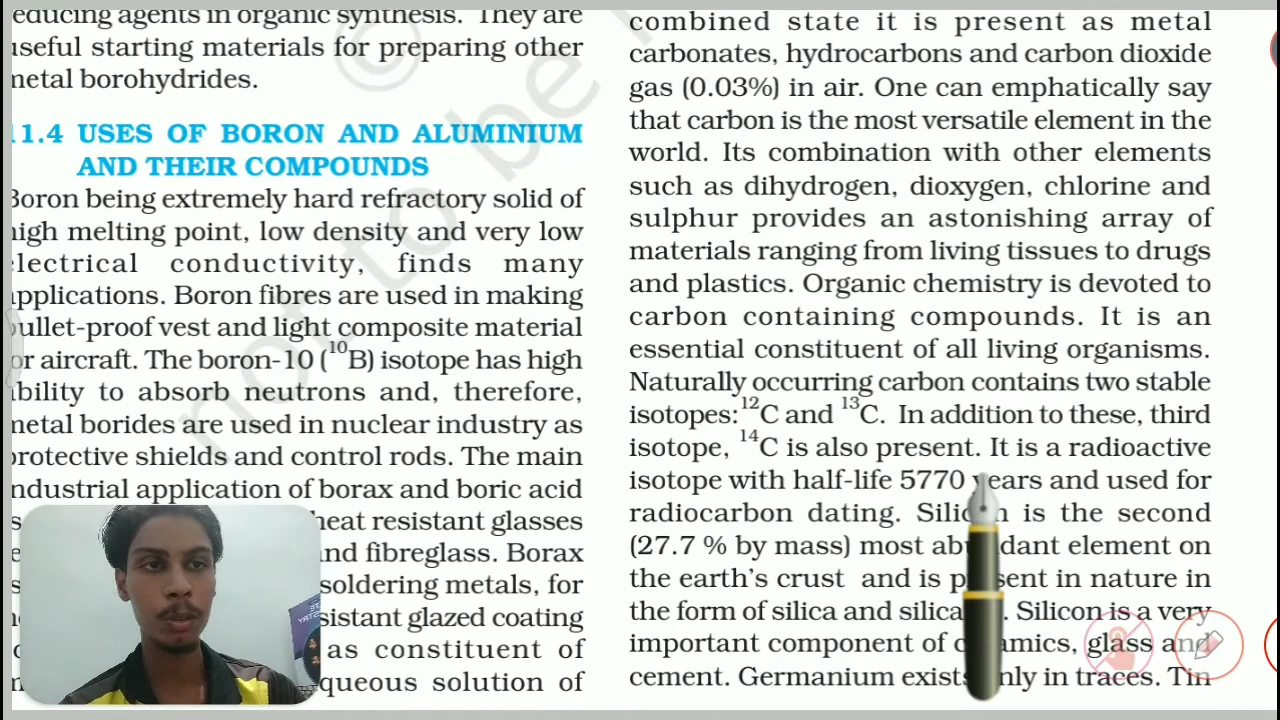 educing agents in organic synthesis. They are
useful starting materials for preparing other
metal borohydrides.
11.4 USES OF BORON AND ALUMINIUM
AND THEIR COMPOUNDS
Boron being extremely hard refractory solid of
high melting point, low density and very low
electrical conductivity, finds many
applications. Boron fibres are used in making
bullet-proof vest and light composite material
or aircraft. The boron-10 (¹⁰B) isotope has high
ability to absorb neutrons and, therefore,
metal borides are used in nuclear industry as
protective shields and control rods. The main
industrial application of borax and boric acid
heat resistant glasses
and fibreglass. Borax
soldering metals, for
sistant glazed coating
as constituent of
queous solution of
combined state it is present as metal
carbonates, hydrocarbons and carbon dioxide
gas (0.03%) in air. One can emphatically say
that carbon is the most versatile element in the
world. Its combination with other elements
such as dihydrogen, dioxygen, chlorine and
sulphur provides an astonishing array of
materials ranging from living tissues to drugs
and plastics. Organic chemistry is devoted to
carbon containing compounds. It is an
essential constituent of all living organisms.
Naturally occurring carbon contains two stable
isotopes:¹²C and ¹³C. In addition to these, third
isotope, ¹⁴C is also present. It is a radioactive
isotope with half-life 5770 years and used for
radiocarbon dating. Silicon is the second
(27.7 % by mass) most abundant element on
the earth's crust and is present in nature in
the form of silica and silicates. Silicon is a very
important component of ceramics, glass and
cement. Germanium exists only in traces. Tin
© not to be